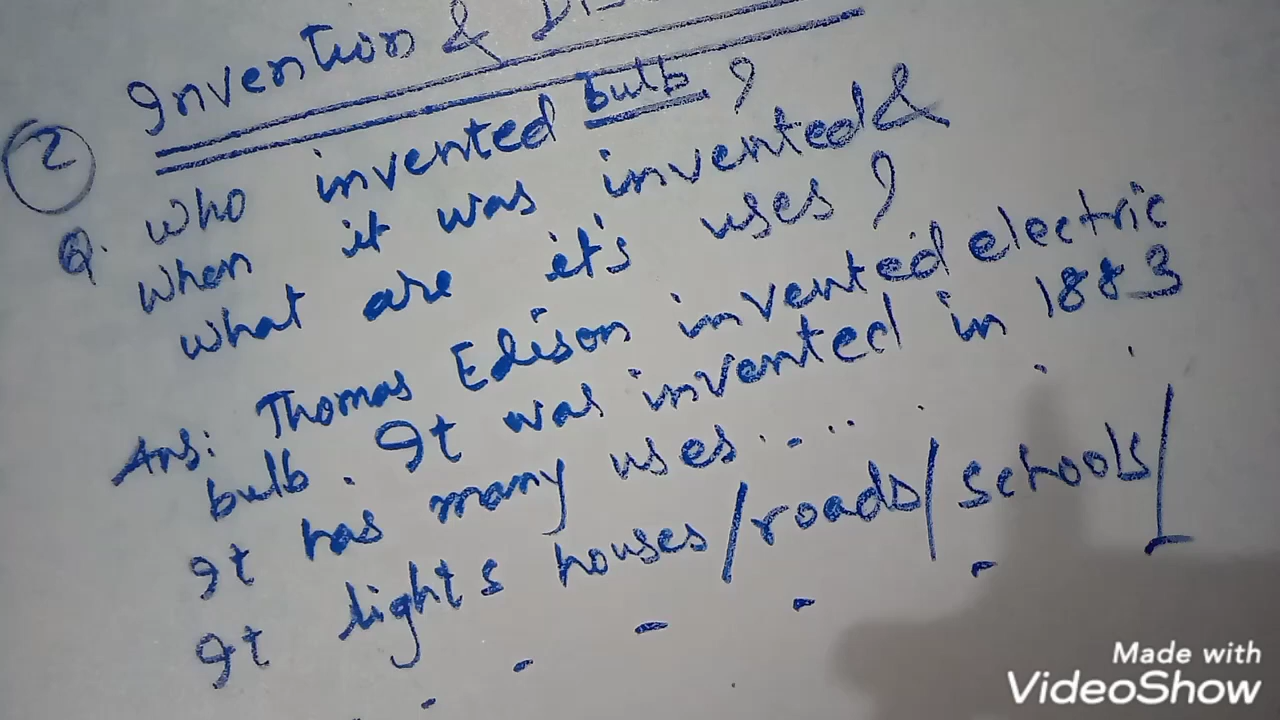 Invention &
2
Q. who invented bulb?
when it was invented &
what are it's uses?
Ans: Thomas Edison invented electric
bulb. It was invented in 1883
It has many uses.....
It lights houses/roads/schools/
Made with
VideoShow